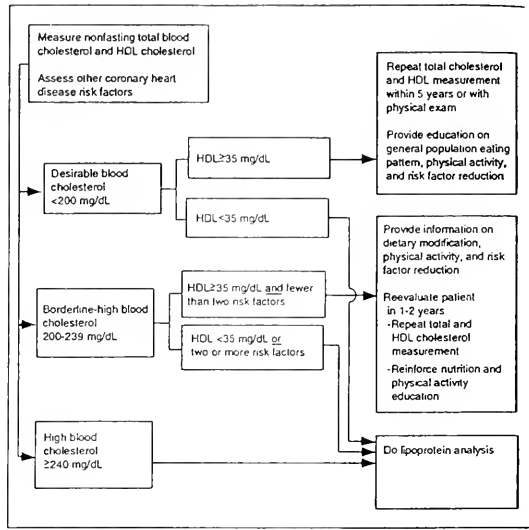 Measure nonfasting total blood
cholesterol and HDL cholesterol
Assess other coronary heart
disease risk factors
Repeat total cholesterol
and HDL measurement
within 5 years or with
physical exam
Provide education on
general population eating
pattern, physical activity,
and risk factor reduction
Desirable blood
cholesterol
<200 mg/dL
HDL≥35 mg/dL
HDL<35 mg/dL
Provide information on
dietary modification,
physical activity, and risk
factor reduction
Reevaluate patient
in 1-2 years
-Repeat total and
HDL cholesterol
measurement
-Reinforce nutrition and
physical activity
education
Borderline-high blood
cholesterol
200-239 mg/dL
HDL≥35 mg/dL and fewer
than two risk factors
HDL <35 mg/dL or
two or more risk factors
High blood
cholesterol
≥240 mg/dL
Do lipoprotein analysis